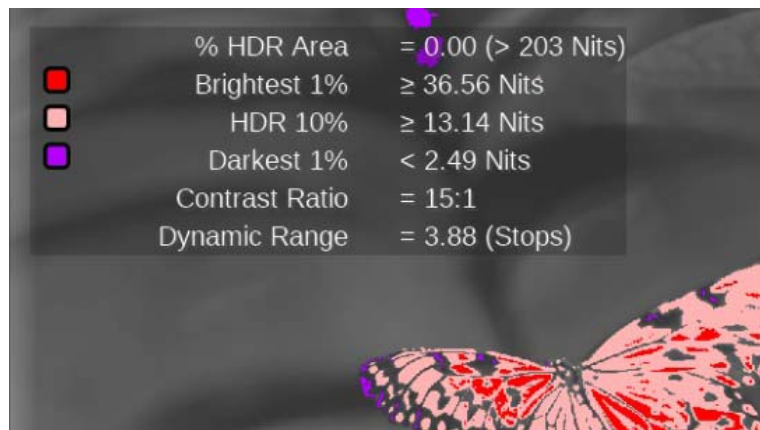 % HDR Area = 0.00 (> 203 Nits)
Brightest 1% ≥ 36.56 Nits
HDR 10% ≥ 13.14 Nits
Darkest 1% < 2.49 Nits
Contrast Ratio = 15:1
Dynamic Range = 3.88 (Stops)